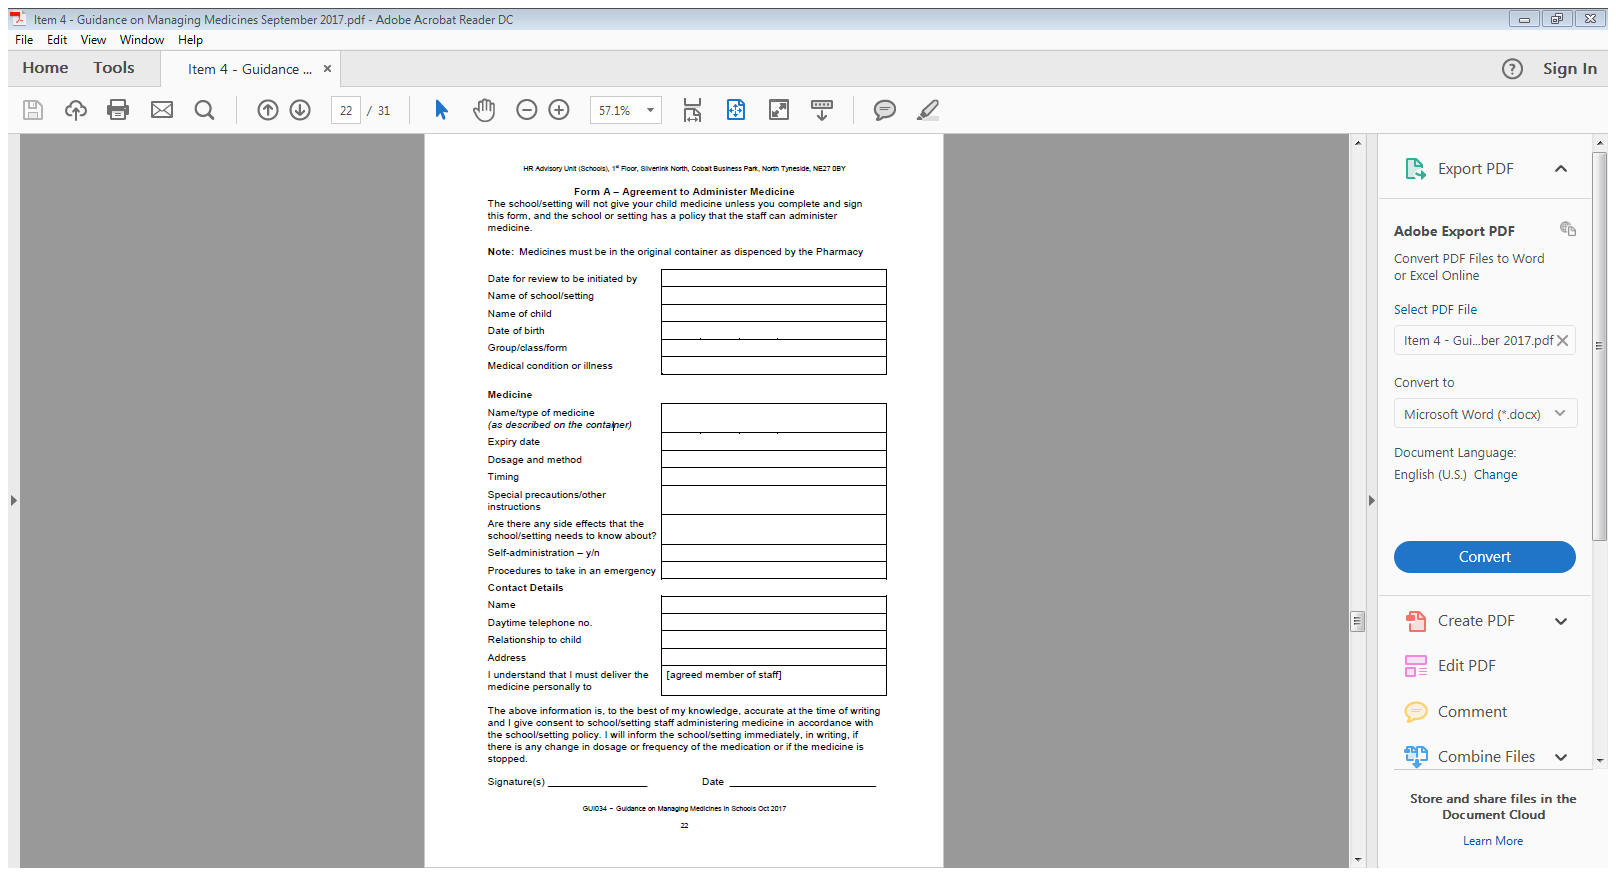 Item 4 - Guidance on Managing Medicines September 2017.pdf - Adobe Acrobat Reader DC
File Edit View Window Help
Home Tools Item 4 - Guidance ... × ? Sign In
22 / 31 57.1%
HR Advisory Unit (Schools), 1st Floor, Silverlink North, Cobalt Business Park, North Tyneside, NE27 0BY
Form A – Agreement to Administer Medicine
The school/setting will not give your child medicine unless you complete and sign
this form, and the school or setting has a policy that the staff can administer
medicine.
Note: Medicines must be in the original container as dispenced by the Pharmacy
Date for review to be initiated by
Name of school/setting
Name of child
Date of birth
Group/class/form
Medical condition or illness
Medicine
Name/type of medicine
(as described on the container)
Expiry date
Dosage and method
Timing
Special precautions/other
instructions
Are there any side effects that the
school/setting needs to know about?
Self-administration – y/n
Procedures to take in an emergency
Contact Details
Name
Daytime telephone no.
Relationship to child
Address
I understand that I must deliver the
medicine personally to
[agreed member of staff]
The above information is, to the best of my knowledge, accurate at the time of writing
and I give consent to school/setting staff administering medicine in accordance with
the school/setting policy. I will inform the school/setting immediately, in writing, if
there is any change in dosage or frequency of the medication or if the medicine is
stopped.
Signature(s) Date
GUI034 - Guidance on Managing Medicines in Schools Oct 2017
22
Export PDF
Adobe Export PDF
Convert PDF Files to Word
or Excel Online
Select PDF File
Item 4 - Gui...ber 2017.pdf
Convert to
Microsoft Word (*.docx)
Document Language:
English (U.S.) Change
Convert
Create PDF
Edit PDF
Comment
Combine Files
Store and share files in the
Document Cloud
Learn More